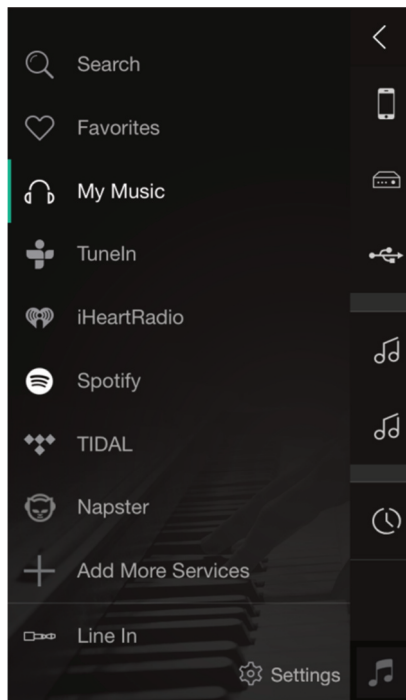 Search
Favorites
My Music
TuneIn
iHeartRadio
Spotify
TIDAL
Napster
Add More Services
Line In
Settings